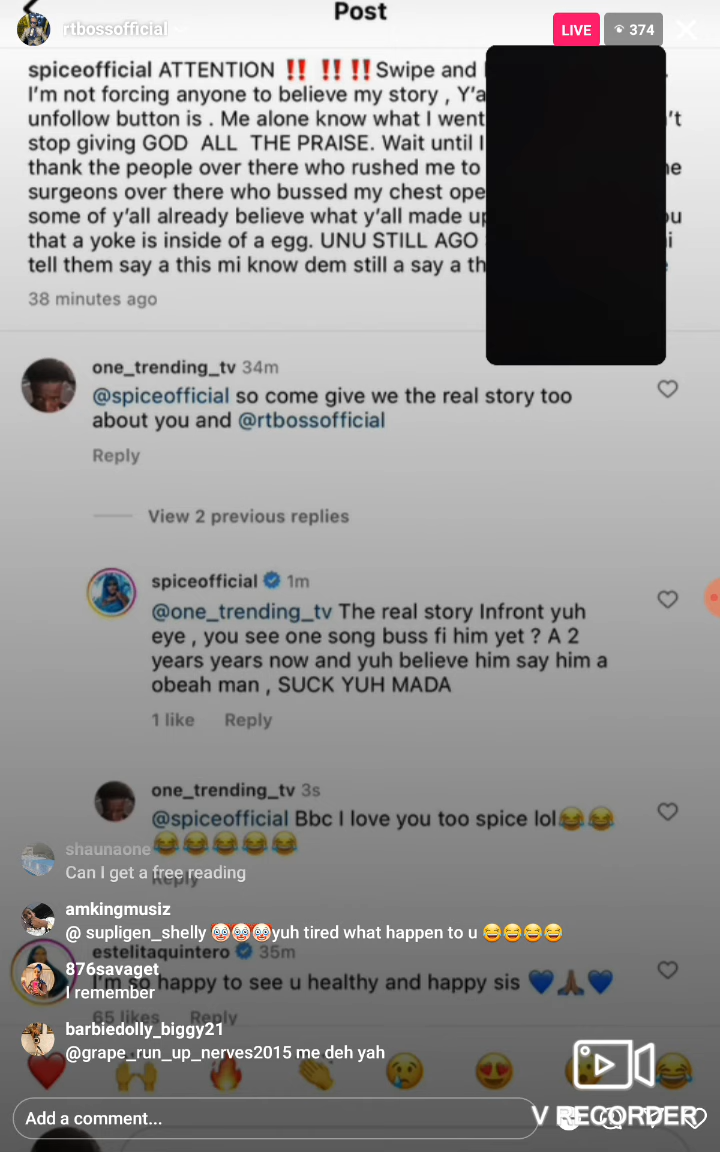 Post
rtbossofficial
LIVE
374
spiceofficial ATTENTION ‼️ ‼️ ‼️ Swipe and
I'm not forcing anyone to believe my story , Y'a
unfollow button is . Me alone know what I went 't
stop giving GOD ALL THE PRAISE. Wait until I
thank the people over there who rushed me to
surgeons over there who bussed my chest ope
some of y'all already believe what y'all made up
that a yoke is inside of a egg. UNU STILL AGO
tell them say a this mi know dem still a say a th
38 minutes ago
one_trending_tv 34m
@spiceofficial so come give we the real story too
about you and @rtbossofficial
Reply
View 2 previous replies
spiceofficial 1m
@one_trending_tv The real story Infront yuh
eye , you see one song buss fi him yet ? A 2
years years now and yuh believe him say him a
obeah man , SUCK YUH MADA
1 like Reply
one_trending_tv 3s
@spiceofficial Bbc I love you too spice lol😂😂
😂😂😂😂😂
Reply
shaunaone
Can I get a free reading
amkingmusiz
@ supligen_shelly 🤡🤡🤡yuh tired what happen to u 😂😂😂😂
estelitaquintero 35m
I'm so happy to see u healthy and happy sis 💙🙏🏾💙
65 likes Reply
876savaget
I remember
barbiedolly_biggy21
@grape_run_up_nerves2015 me deh yah
Add a comment...
V RECORDER